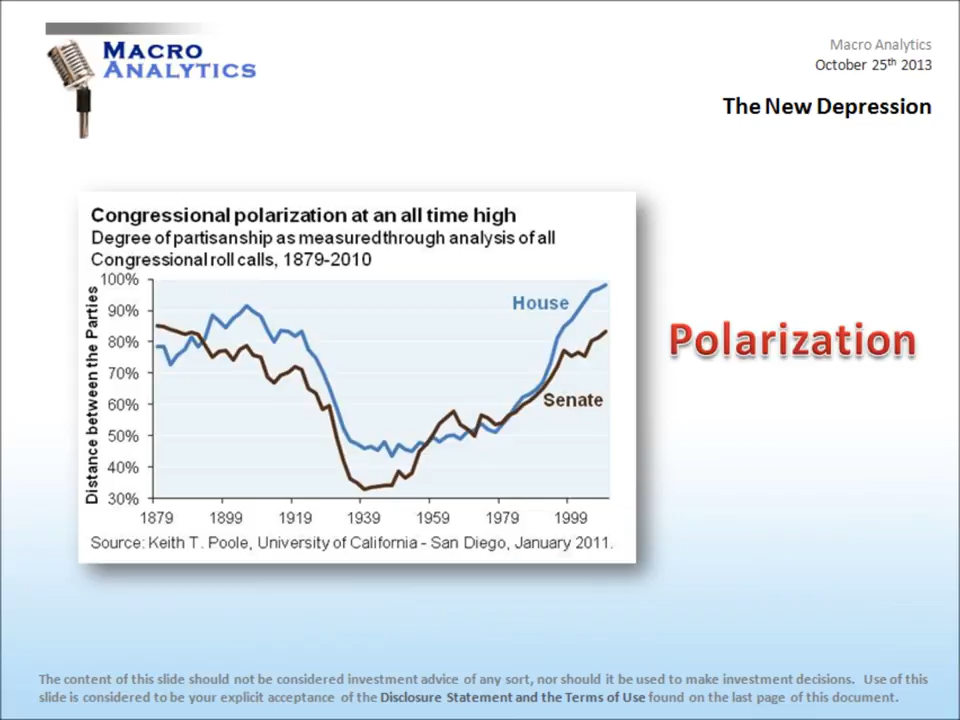 MACRO
ANALYTICS
Macro Analytics
October 25th 2013
The New Depression
Congressional polarization at an all time high
Degree of partisanship as measured through analysis of all
Congressional roll calls, 1879-2010
Distance between the Parties
100%
90%
80%
70%
60%
50%
40%
30%
House
Senate
1879 1899 1919 1939 1959 1979 1999
Source: Keith T. Poole, University of California - San Diego, January 2011.
Polarization
The content of this slide should not be considered investment advice of any sort, nor should it be used to make investment decisions. Use of this
slide is considered to be your explicit acceptance of the Disclosure Statement and the Terms of Use found on the last page of this document.